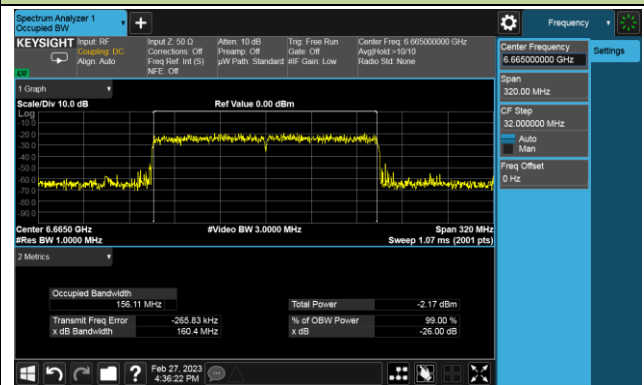 Spectrum Analyzer 1
Occupied BW
Frequency
KEYSIGHT
Input: RF
Coupling: DC
Align: Auto
Input Z: 50 Ω
Corrections: Off
Freq Ref: Int (S)
NFE: Off
Atten: 10 dB
Preamp: Off
µW Path: Standard
Trig: Free Run
Gate: Off
#IF Gain: Low
Center Freq: 6.665000000 GHz
Avg|Hold:>10/10
Radio Std: None
Center Frequency
6.665000000 GHz
Settings
Span
320.00 MHz
CF Step
32.000000 MHz
Auto
Man
Freq Offset
0 Hz
1 Graph
Scale/Div 10.0 dB
Ref Value 0.00 dBm
Log
-10.0
-20.0
-30.0
-40.0
-50.0
-60.0
-70.0
-80.0
-90.0
Center 6.6650 GHz
#Video BW 3.0000 MHz
Span 320 MHz
#Res BW 1.0000 MHz
Sweep 1.07 ms (2001 pts)
2 Metrics
Occupied Bandwidth
156.11 MHz
Total Power
-2.17 dBm
Transmit Freq Error
-265.83 kHz
% of OBW Power
99.00 %
x dB Bandwidth
160.4 MHz
x dB
-26.00 dB
Feb 27, 2023
4:36:22 PM